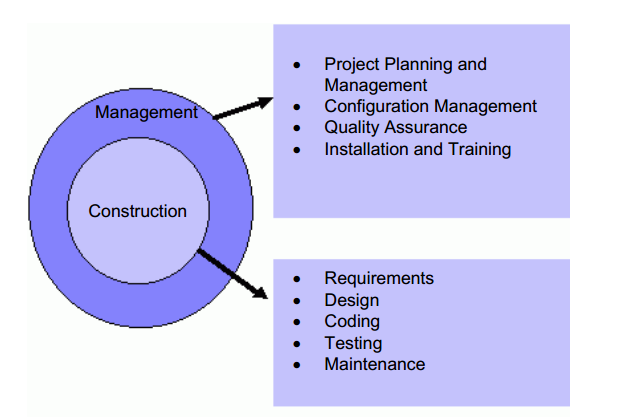 Management
Construction
• Project Planning and
Management
• Configuration Management
• Quality Assurance
• Installation and Training
• Requirements
• Design
• Coding
• Testing
• Maintenance